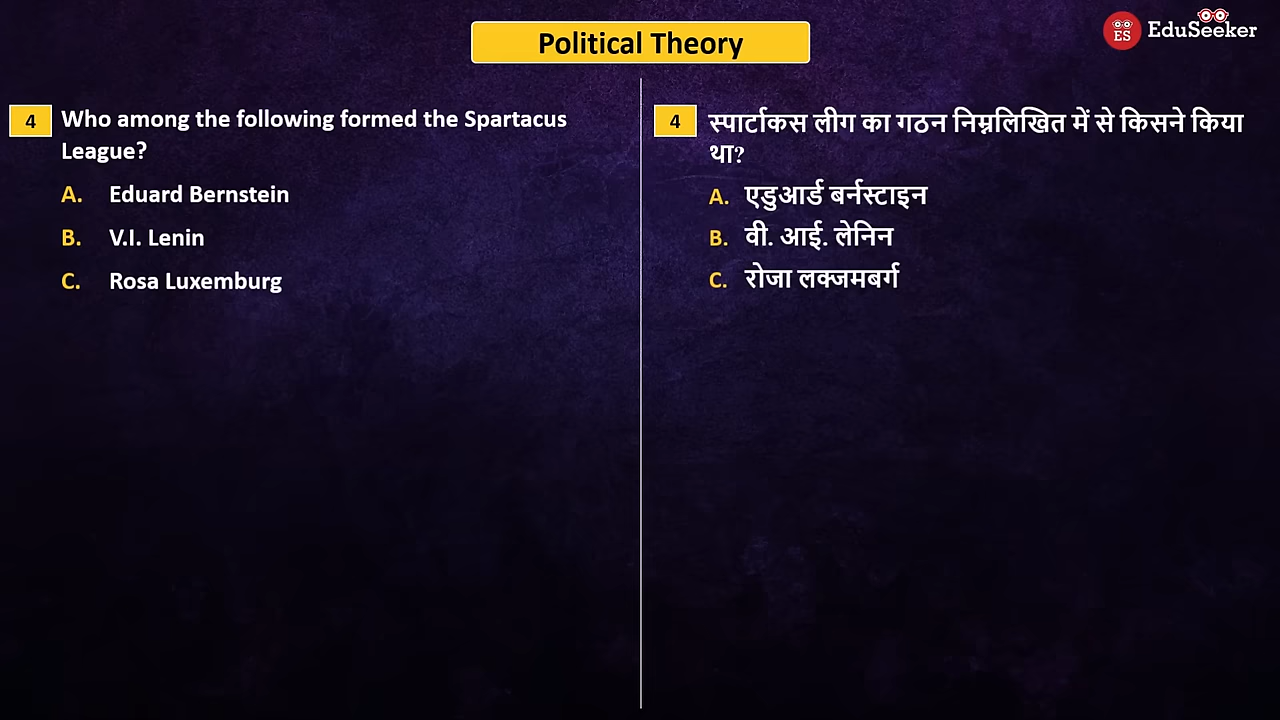 Political Theory
ES
EduSeeker
4
Who among the following formed the Spartacus
League?
A. Eduard Bernstein
B. V.I. Lenin
C. Rosa Luxemburg
4
स्पार्टाकस लीग का गठन निम्नलिखित में से किसने किया
था?
A. एडुआर्ड बर्नस्टाइन
B. वी. आई. लेनिन
C. रोजा लक्जमबर्ग